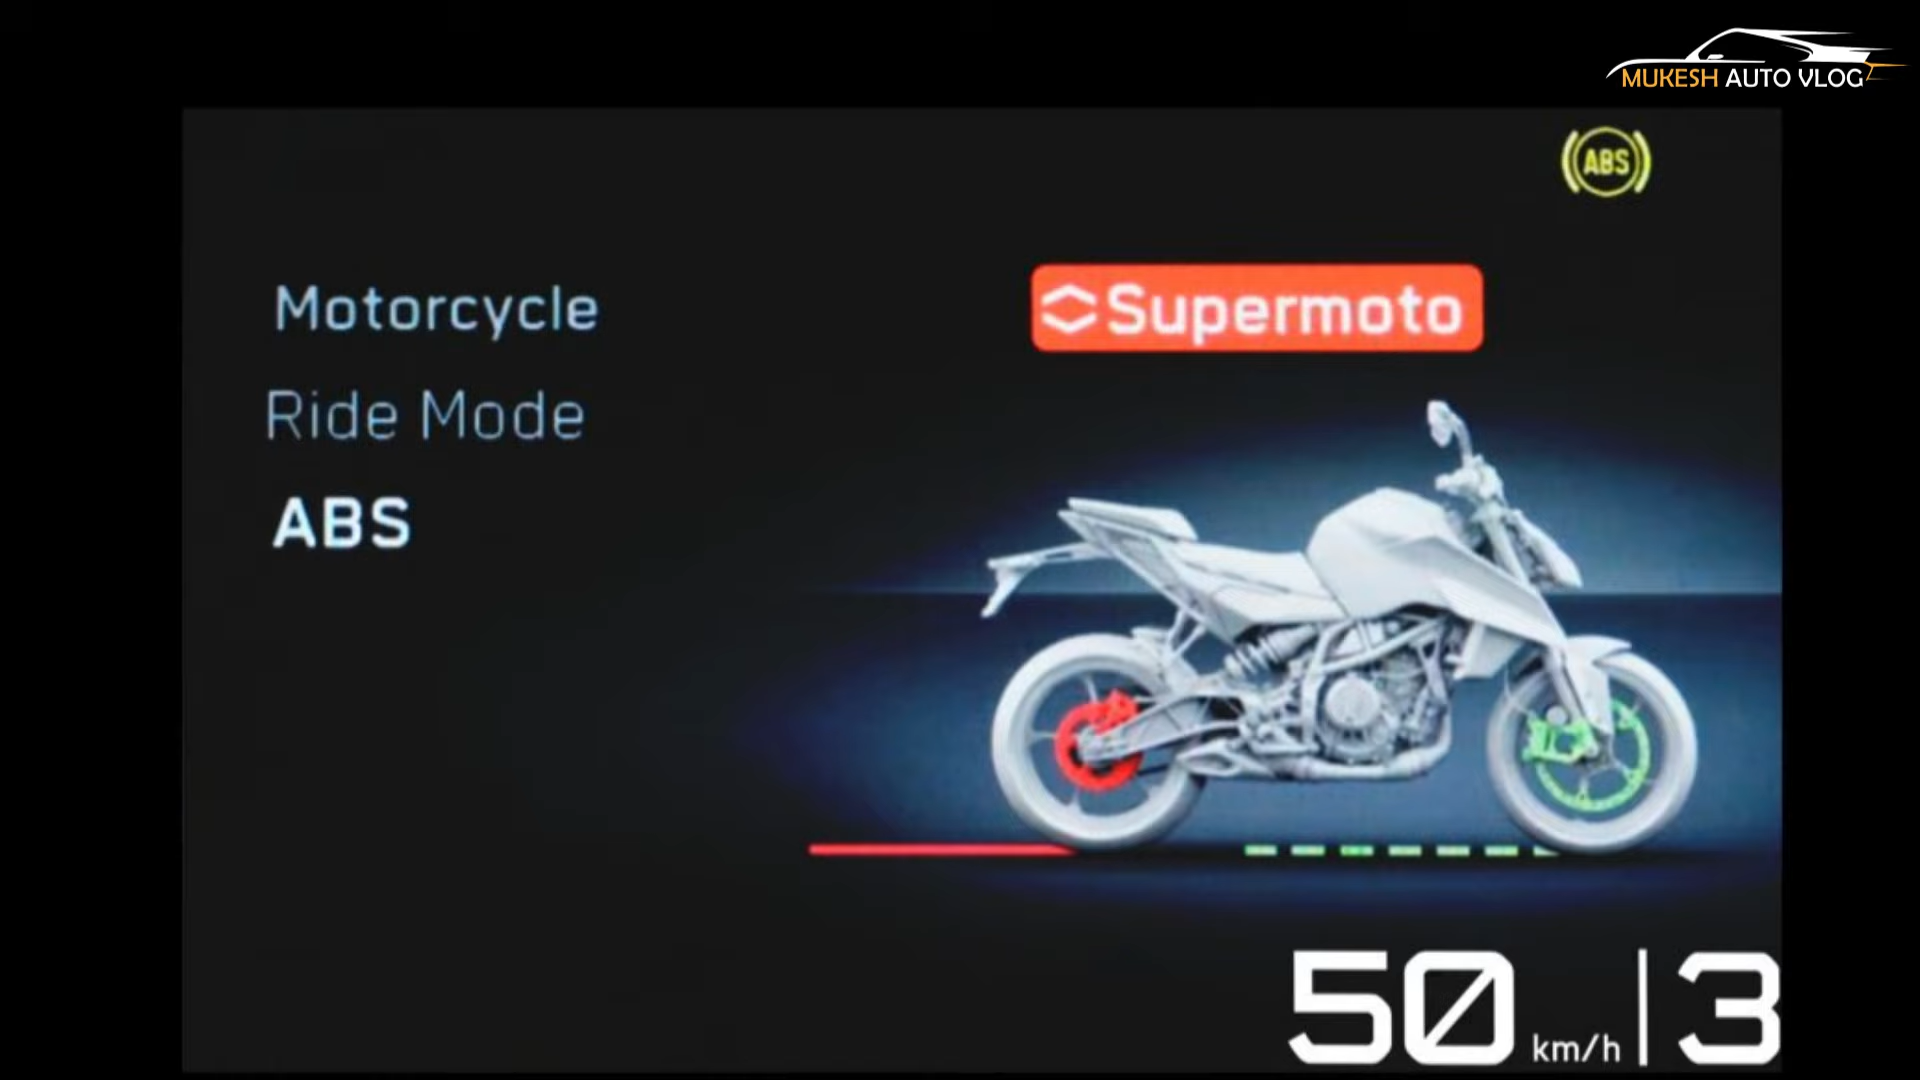 MUKESH AUTO VLOG
ABS
Motorcycle
Supermoto
Ride Mode
ABS
50 km/h | 3